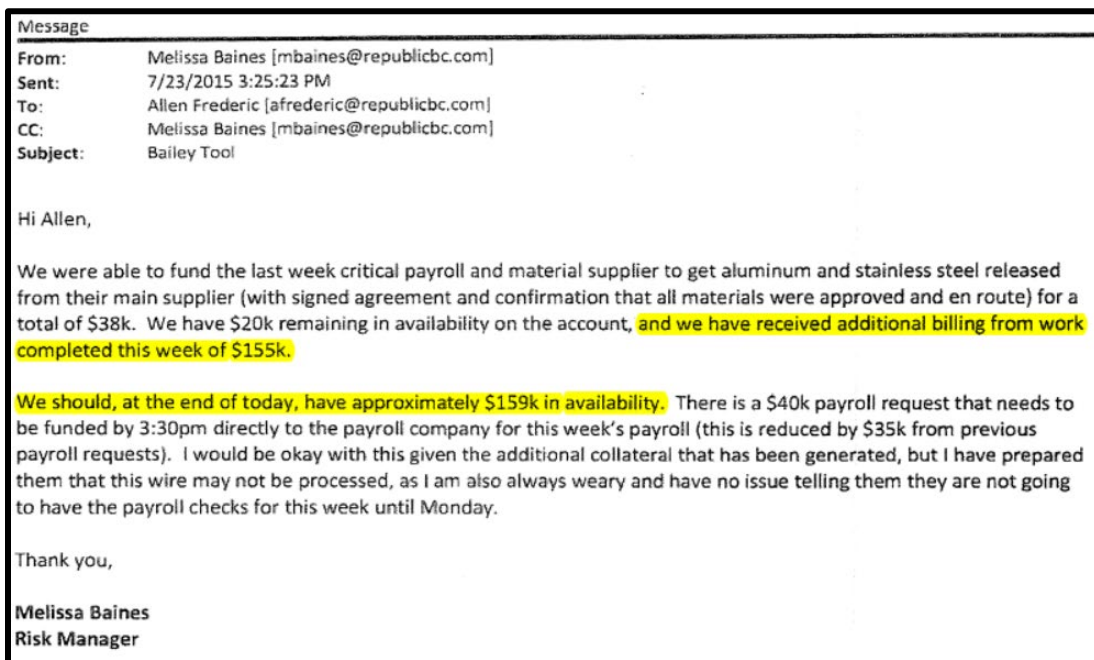 Message
From: Melissa Baines [mbaines@republicbc.com]
Sent: 7/23/2015 3:25:23 PM
To: Allen Frederic [afrederic@republicbc.com]
CC: Melissa Baines [mbaines@republicbc.com]
Subject: Bailey Tool
Hi Allen,
We were able to fund the last week critical payroll and material supplier to get aluminum and stainless steel released
from their main supplier (with signed agreement and confirmation that all materials were approved and en route) for a
total of $38k. We have $20k remaining in availability on the account, and we have received additional billing from work
completed this week of $155k.
We should, at the end of today, have approximately $159k in availability. There is a $40k payroll request that needs to
be funded by 3:30pm directly to the payroll company for this week's payroll (this is reduced by $35k from previous
payroll requests). I would be okay with this given the additional collateral that has been generated, but I have prepared
them that this wire may not be processed, as I am also always weary and have no issue telling them they are not going
to have the payroll checks for this week until Monday.
Thank you,
Melissa Baines
Risk Manager